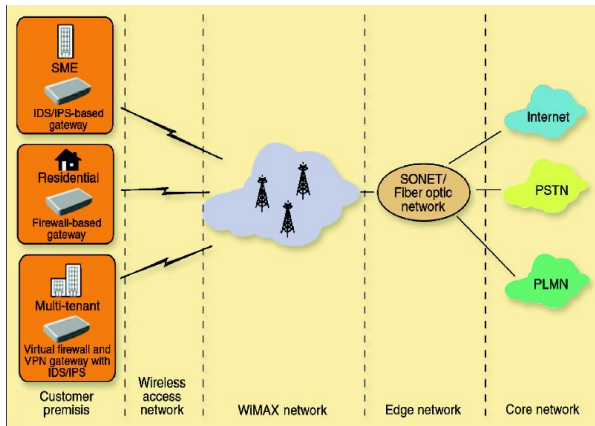 SME
IDS/IPS-based
gateway
Residential
Firewall-based
gateway
Multi-tenant
Virtual firewall and
VPN gateway with
IDS/IPS
SONET/
Fiber optic
network
Internet
PSTN
PLMN
Customer
premisis
Wireless
access
network
WIMAX network
Edge network
Core network